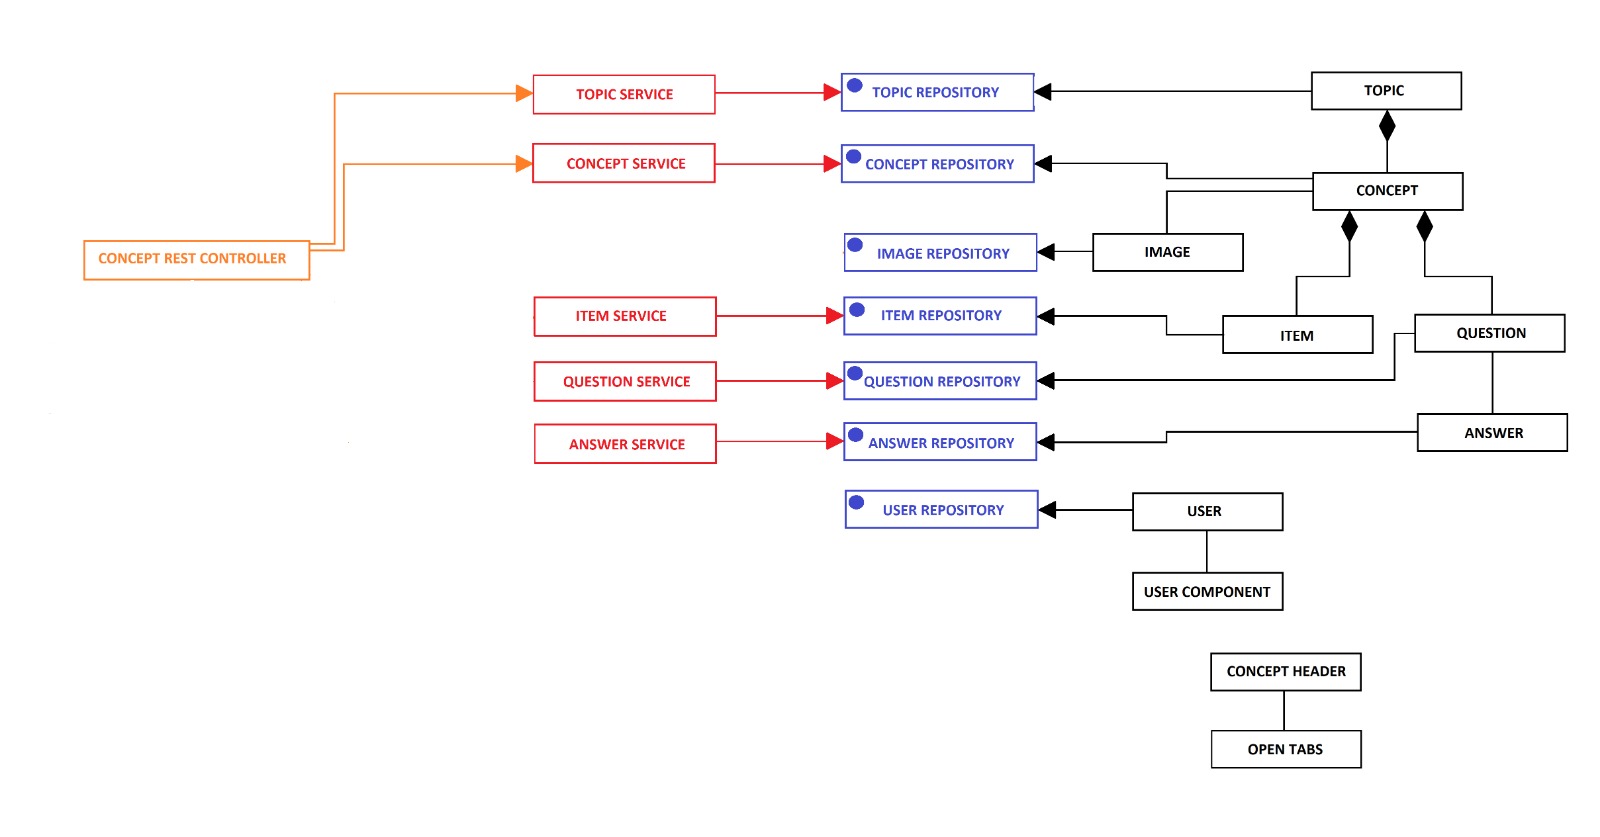 TOPIC SERVICE
TOPIC REPOSITORY
TOPIC
CONCEPT SERVICE
CONCEPT REPOSITORY
CONCEPT
CONCEPT REST CONTROLLER
IMAGE REPOSITORY
IMAGE
ITEM SERVICE
ITEM REPOSITORY
ITEM
QUESTION
QUESTION SERVICE
QUESTION REPOSITORY
ANSWER SERVICE
ANSWER REPOSITORY
ANSWER
USER REPOSITORY
USER
USER COMPONENT
CONCEPT HEADER
OPEN TABS